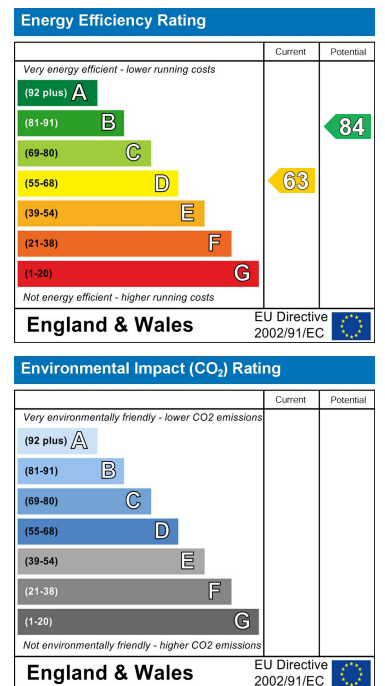 Energy Efficiency Rating
Current Potential
Very energy efficient - lower running costs
(92 plus) A
(81-91) B
84
(69-80) C
(55-68) D
63
(39-54) E
(21-38) F
(1-20) G
Not energy efficient - higher running costs
England & Wales
EU Directive
2002/91/EC
Environmental Impact (CO₂) Rating
Current Potential
Very environmentally friendly - lower CO2 emissions
(92 plus) A
(81-91) B
(69-80) C
(55-68) D
(39-54) E
(21-38) F
(1-20) G
Not environmentally friendly - higher CO2 emissions
England & Wales
EU Directive
2002/91/EC